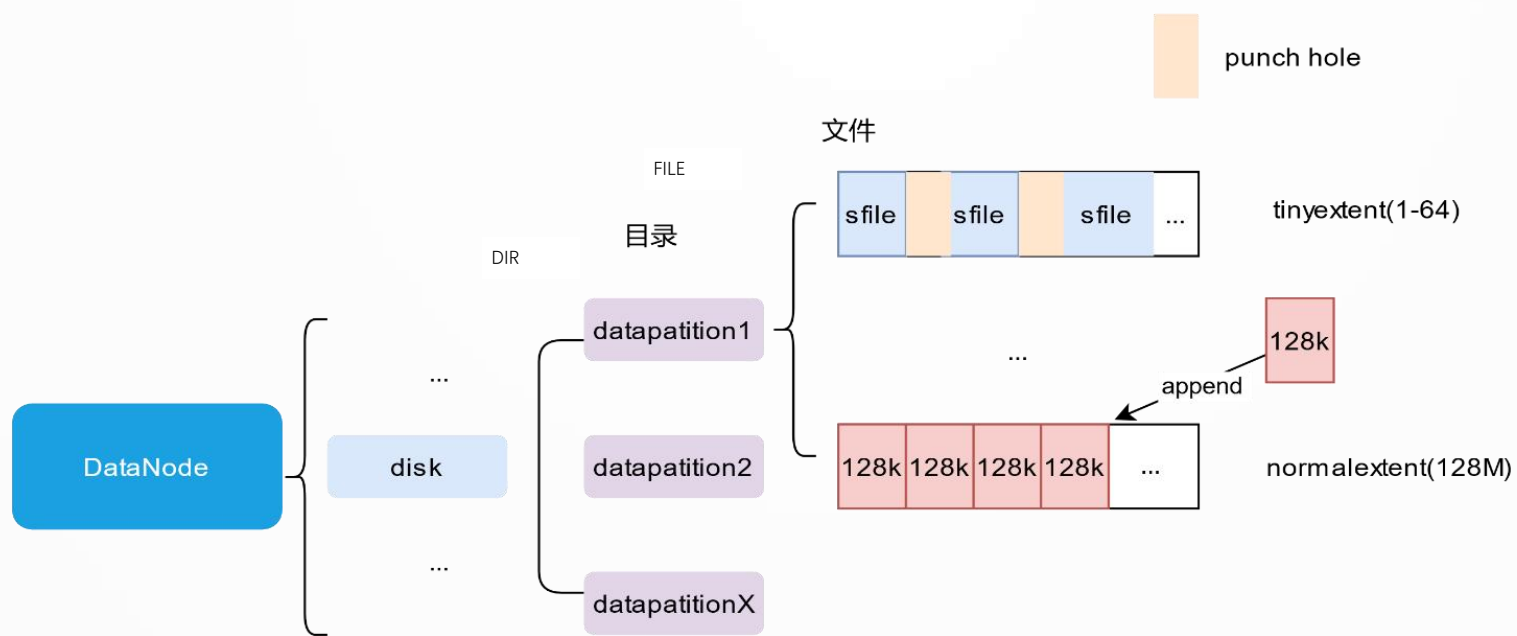 punch hole
文件
FILE
sfile
sfile
sfile
...
tinyextent(1-64)
目录
DIR
datapatition1
128k
...
...
append
DataNode
disk
datapatition2
128k
128k
128k
128k
...
normalextent(128M)
...
datapatitionX